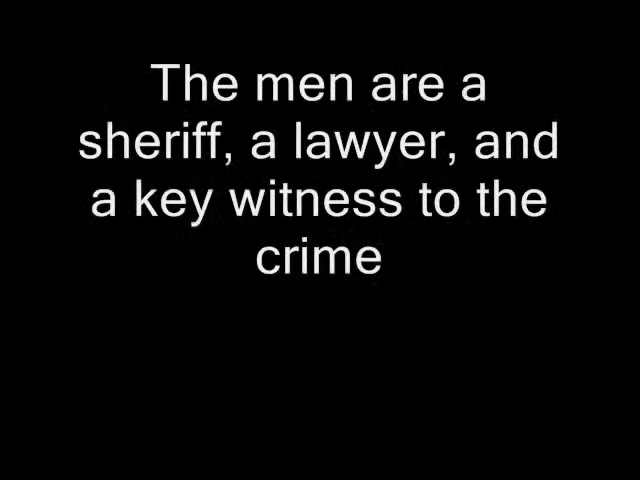 The men are a
sheriff, a lawyer, and
a key witness to the
crime